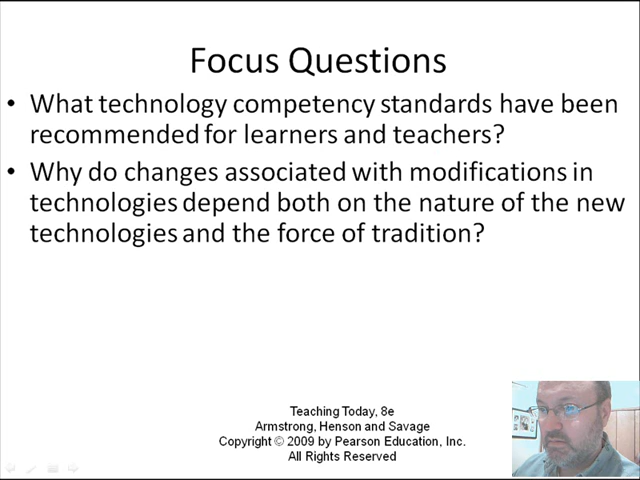 Focus Questions
• What technology competency standards have been
recommended for learners and teachers?
• Why do changes associated with modifications in
technologies depend both on the nature of the new
technologies and the force of tradition?
Teaching Today, 8e
Armstrong, Henson and Savage
Copyright © 2009 by Pearson Education, Inc.
All Rights Reserved